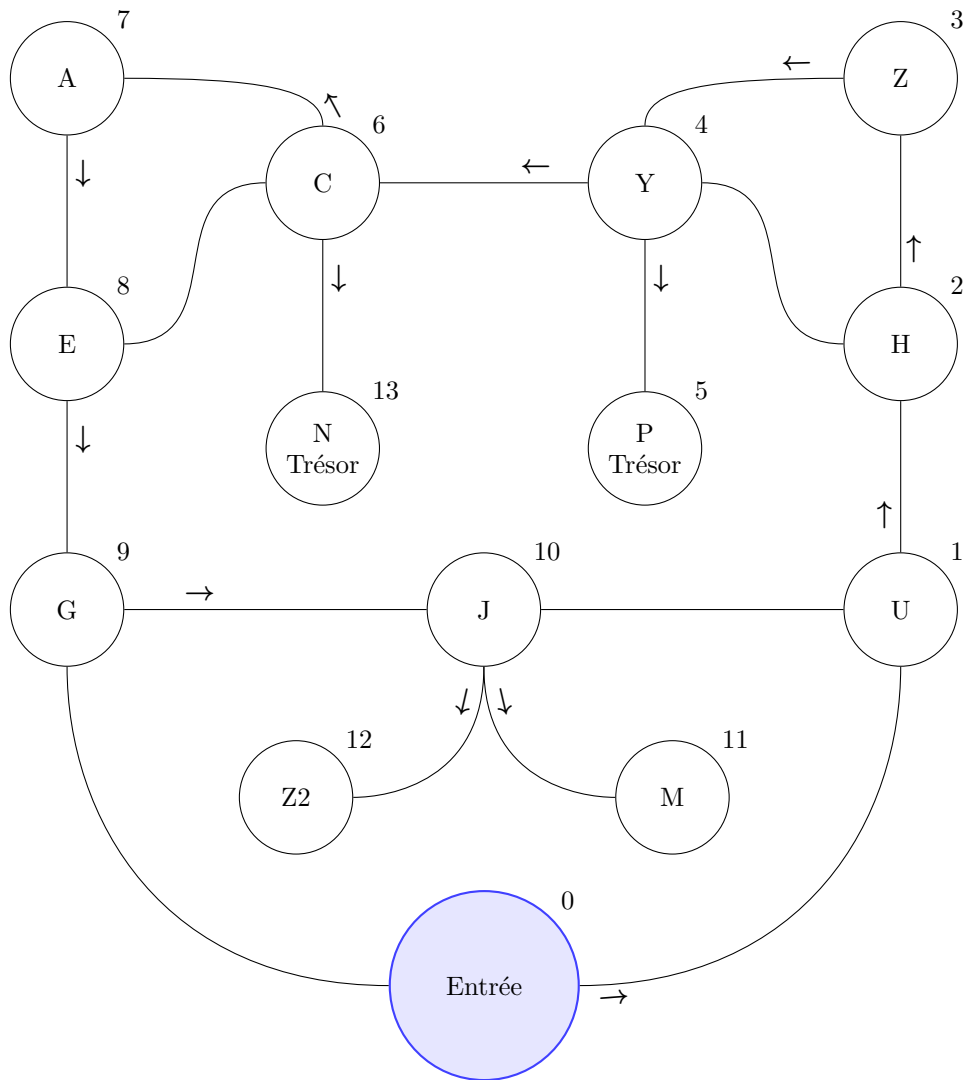 7
3
A
←
Z
↑
6
4
C
←
Y
↓
↑
↓
↓
8
2
E
H
13
5
N
Trésor
P
Trésor
↓
↑
9
10
1
→
G
J
U
↓
↓
12
11
Z2
M
0
Entrée
→